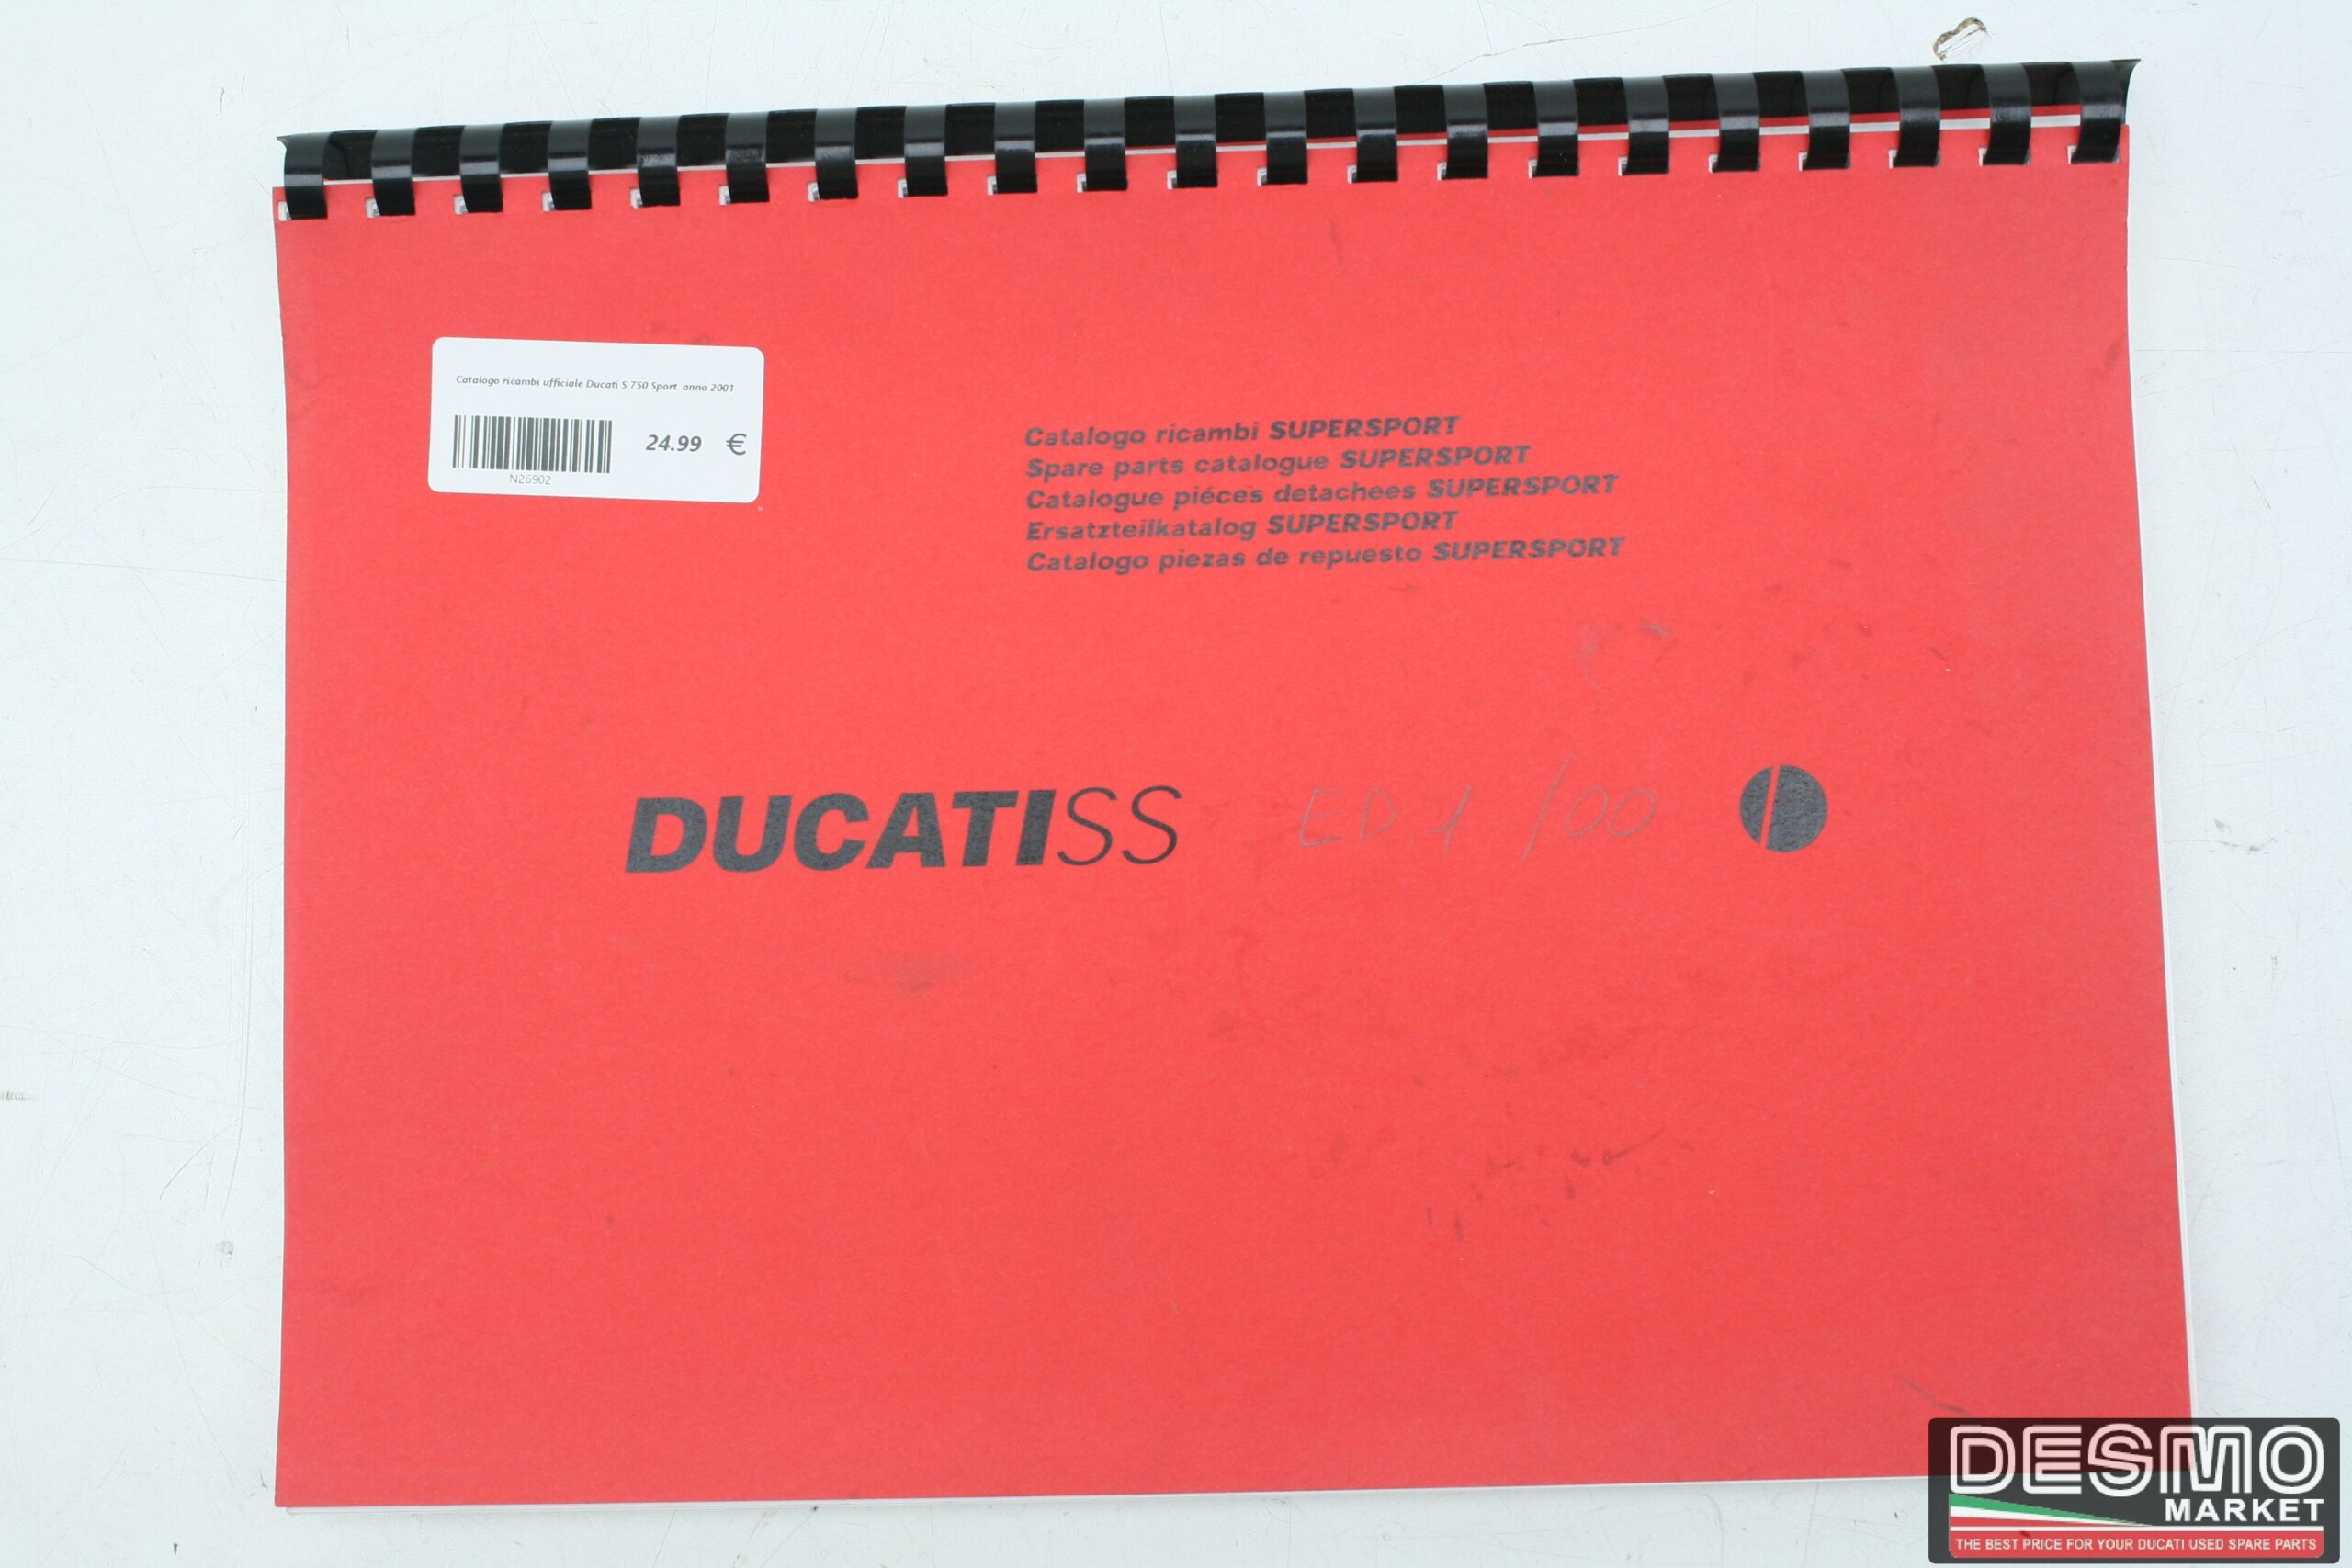 Catalogo ricambi ufficiale Ducati S 750 Sport anno 2001
24.99 €
N26902
Catalogo ricambi SUPERSPORT
Spare parts catalogue SUPERSPORT
Catalogue piéces detachees SUPERSPORT
Ersatzteilkatalog SUPERSPORT
Catalogo piezas de repuesto SUPERSPORT
DUCATISS ED.1 /00
DESMO
MARKET
THE BEST PRICE FOR YOUR DUCATI USED SPARE PARTS